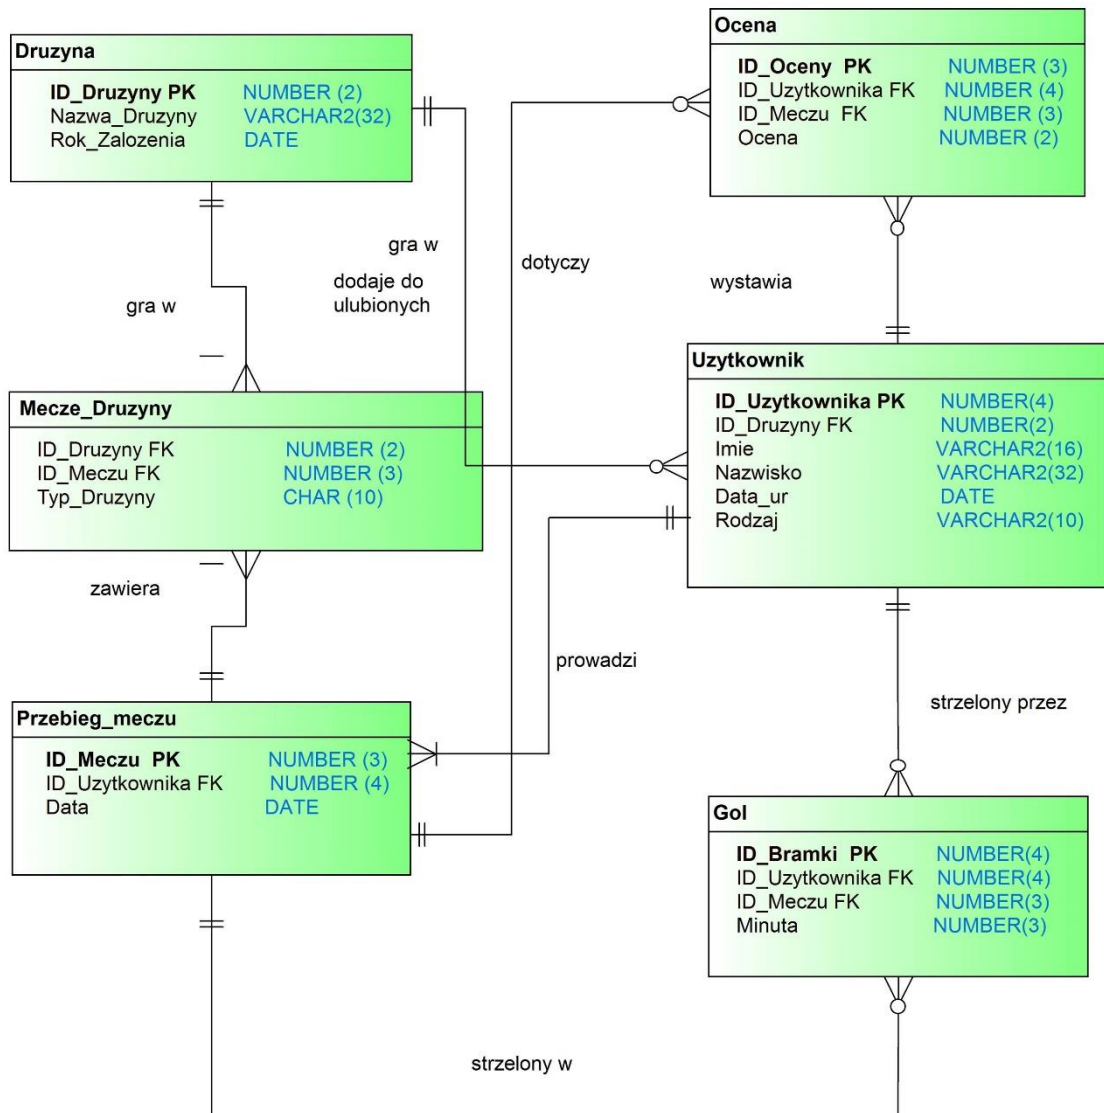 Druzyna
ID_Druzyny PK NUMBER (2)
Nazwa_Druzyny VARCHAR2(32)
Rok_Zalozenia DATE
Ocena
ID_Oceny PK NUMBER (3)
ID_Uzytkownika FK NUMBER (4)
ID_Meczu FK NUMBER (3)
Ocena NUMBER (2)
gra w
dodaje do
ulubionych
dotyczy
wystawia
gra w
Mecze_Druzyny
ID_Druzyny FK NUMBER (2)
ID_Meczu FK NUMBER (3)
Typ_Druzyny CHAR (10)
Uzytkownik
ID_Uzytkownika PK NUMBER(4)
ID_Druzyny FK NUMBER(2)
Imie VARCHAR2(16)
Nazwisko VARCHAR2(32)
Data_ur DATE
Rodzaj VARCHAR2(10)
zawiera
prowadzi
strzelony przez
Przebieg_meczu
ID_Meczu PK NUMBER (3)
ID_Uzytkownika FK NUMBER (4)
Data DATE
Gol
ID_Bramki PK NUMBER(4)
ID_Uzytkownika FK NUMBER(4)
ID_Meczu FK NUMBER(3)
Minuta NUMBER(3)
strzelony w